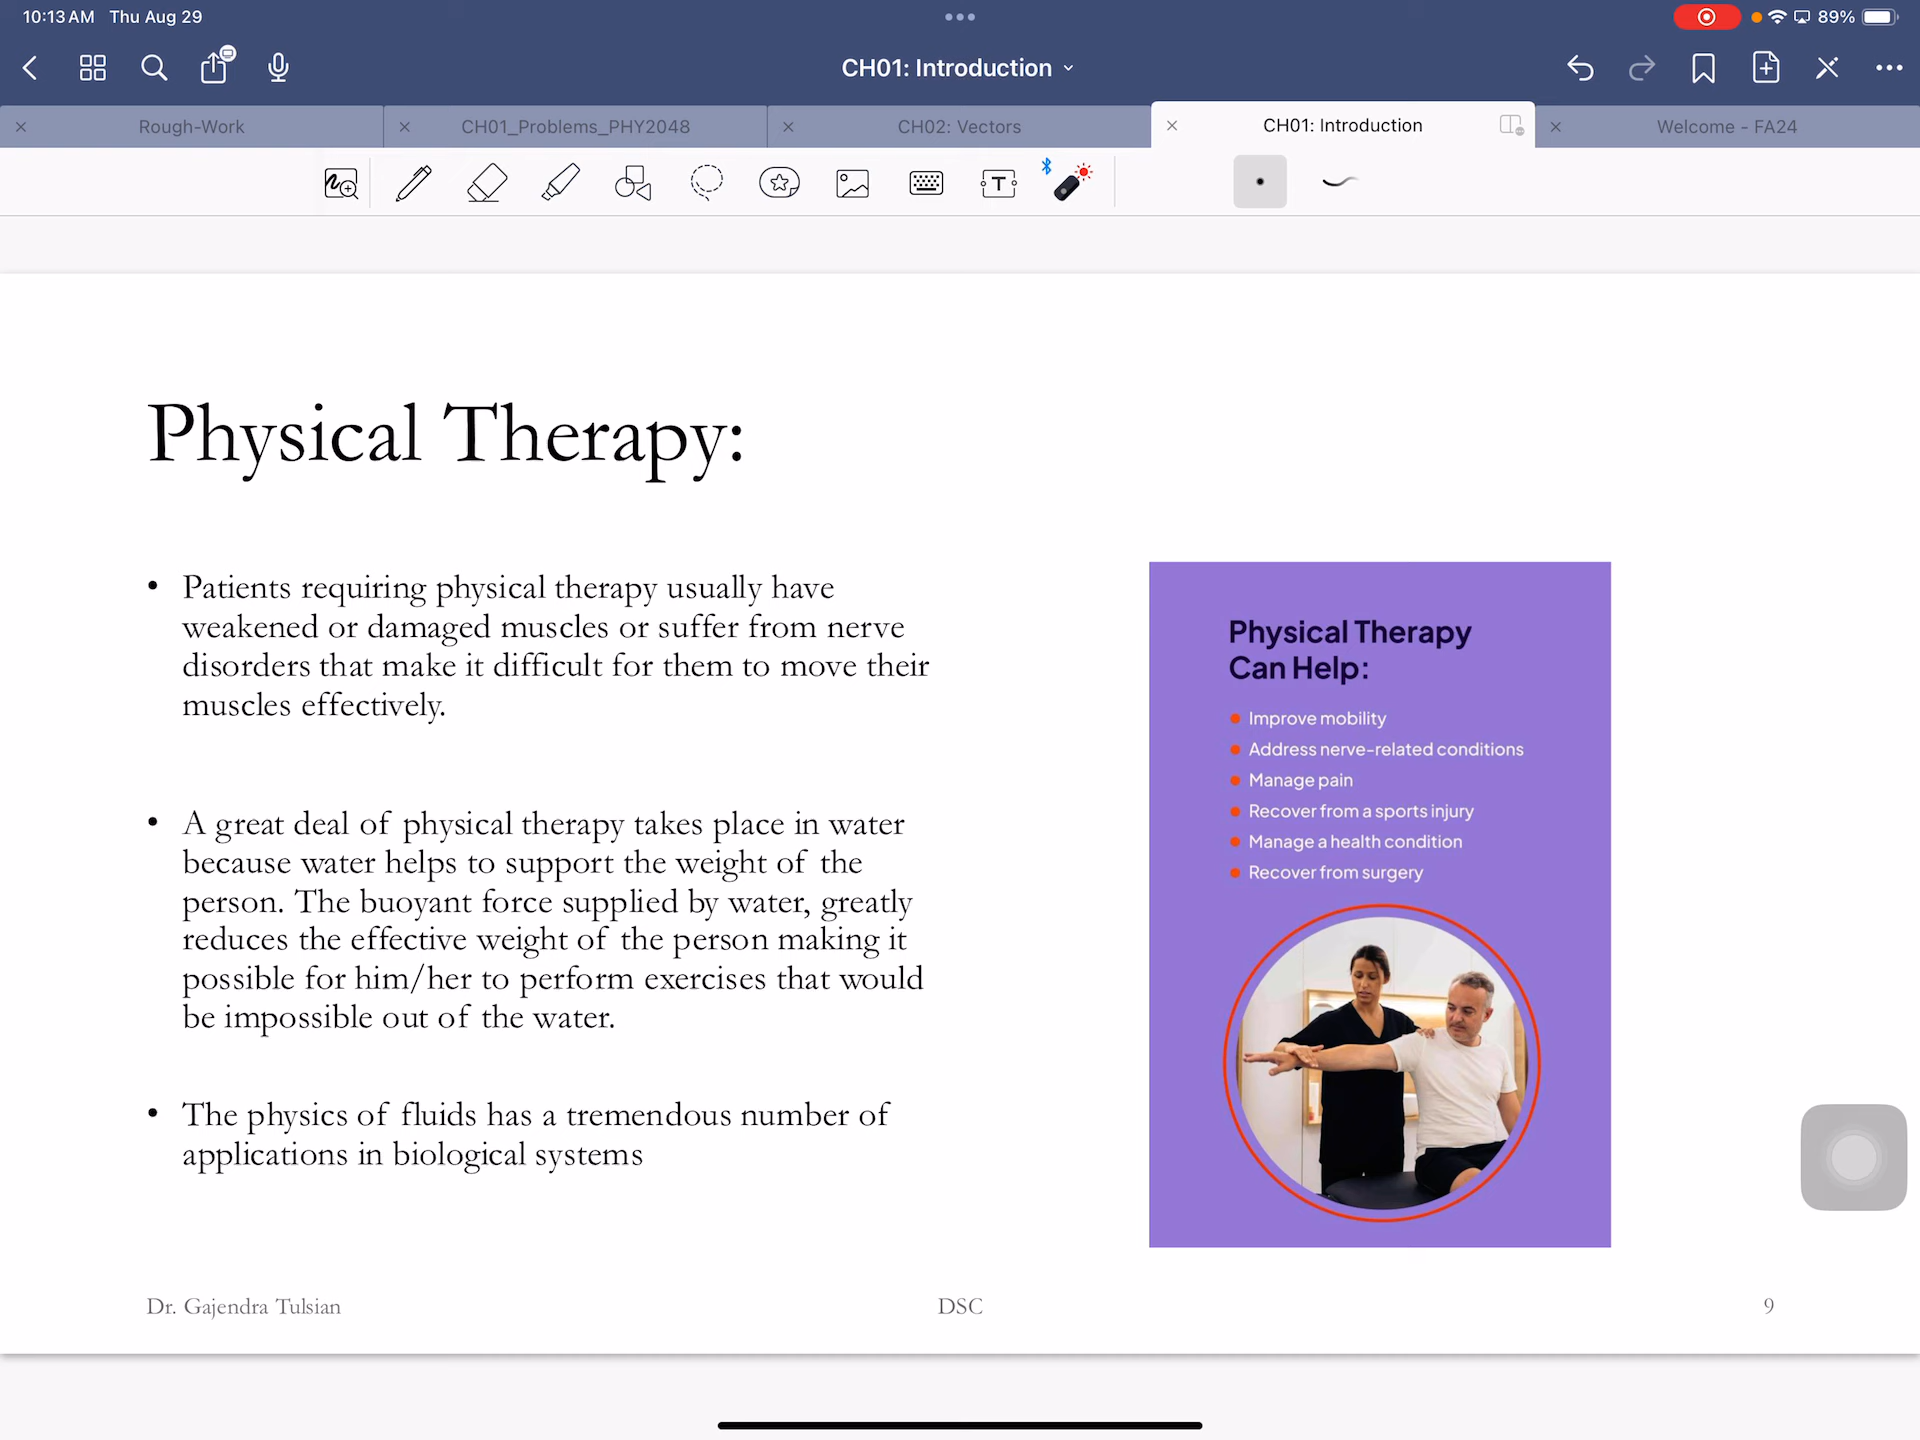 10:13 AM Thu Aug 29
89%
CH01: Introduction
Rough-Work
CH01_Problems_PHY2048
CH02: Vectors
CH01: Introduction
Welcome - FA24
T
Physical Therapy:
• Patients requiring physical therapy usually have
weakened or damaged muscles or suffer from nerve
disorders that make it difficult for them to move their
muscles effectively.
• A great deal of physical therapy takes place in water
because water helps to support the weight of the
person. The buoyant force supplied by water, greatly
reduces the effective weight of the person making it
possible for him/her to perform exercises that would
be impossible out of the water.
• The physics of fluids has a tremendous number of
applications in biological systems
Physical Therapy
Can Help:
• Improve mobility
• Address nerve-related conditions
• Manage pain
• Recover from a sports injury
• Manage a health condition
• Recover from surgery
Dr. Gajendra Tulsian
DSC
9